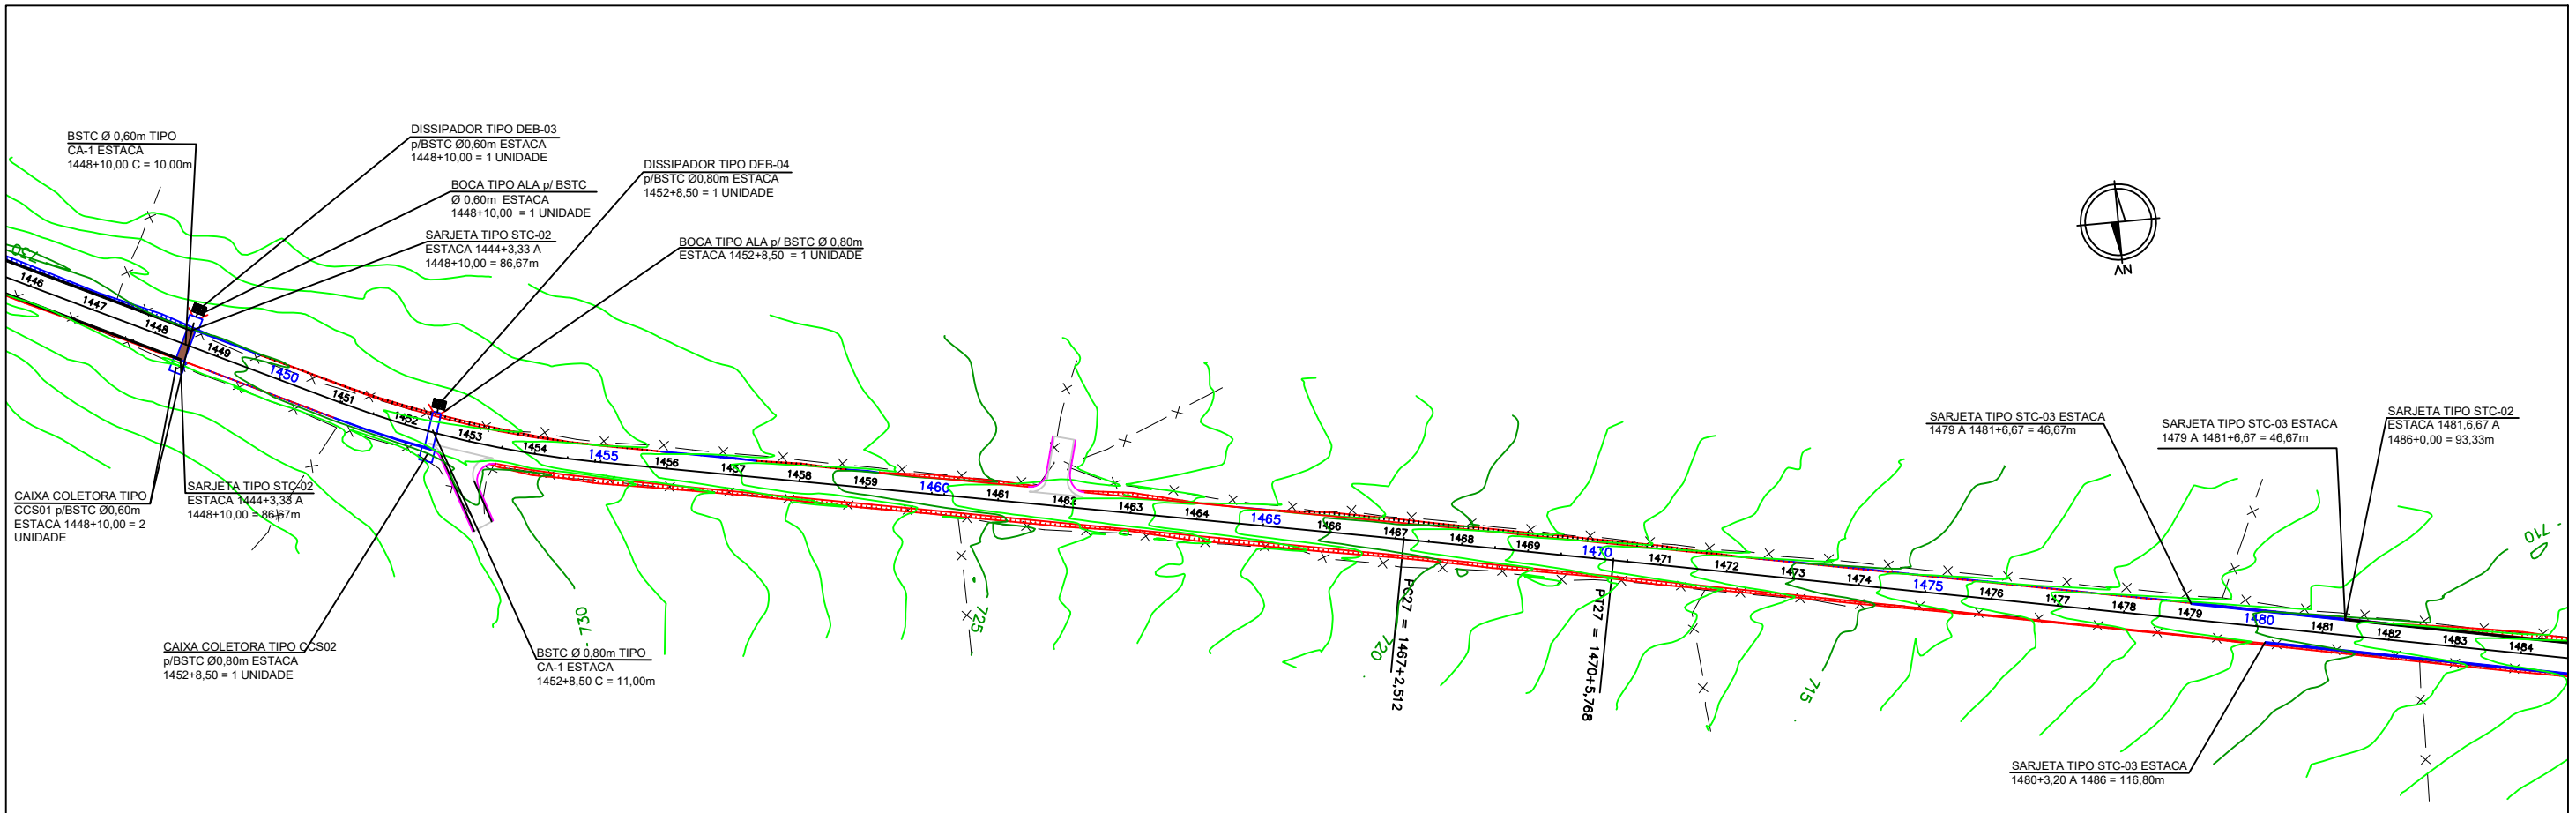 BSTC Ø 0,60m TIPO
CA-1 ESTACA
1448+10,00 C = 10,00m
DISSIPADOR TIPO DEB-03
p/BSTC Ø0,60m ESTACA
1448+10,00 = 1 UNIDADE
BOCA TIPO ALA p/ BSTC
Ø 0,60m ESTACA
1448+10,00 = 1 UNIDADE
SARJETA TIPO STC-02
ESTACA 1444+3,33 A
1448+10,00 = 86,67m
DISSIPADOR TIPO DEB-04
p/BSTC Ø0,80m ESTACA
1452+8,50 = 1 UNIDADE
BOCA TIPO ALA p/ BSTC Ø 0,80m
ESTACA 1452+8,50 = 1 UNIDADE
NV
730
1446
1447
1448
1449
1450
1451
1452
1453
1454
1455
1456
1457
1458
1459
1460
1461
1462
1463
1464
1465
1466
1467
1468
1469
1470
1471
1472
1473
1474
1475
1476
1477
1478
1479
1480
1481
1482
1483
1484
SARJETA TIPO STC-03 ESTACA
1479 A 1481+6,67 = 46,67m
SARJETA TIPO STC-03 ESTACA
1479 A 1481+6,67 = 46,67m
SARJETA TIPO STC-02
ESTACA 1481,6,67 A
1486+0,00 = 93,33m
710
CAIXA COLETORA TIPO
CCS01 p/BSTC Ø0,60m
ESTACA 1448+10,00 = 2
UNIDADE
SARJETA TIPO STC-02
ESTACA 1444+3,33 A
1448+10,00 = 86,67m
CAIXA COLETORA TIPO CCS02
p/BSTC Ø0,80m ESTACA
1452+8,50 = 1 UNIDADE
BSTC Ø 0,80m TIPO
CA-1 ESTACA
1452+8,50 C = 11,00m
730
725
720
PC27 = 1467+2,512
PT27 = 1470+5,768
715
SARJETA TIPO STC-03 ESTACA
1480+3,20 A 1486 = 116,80m